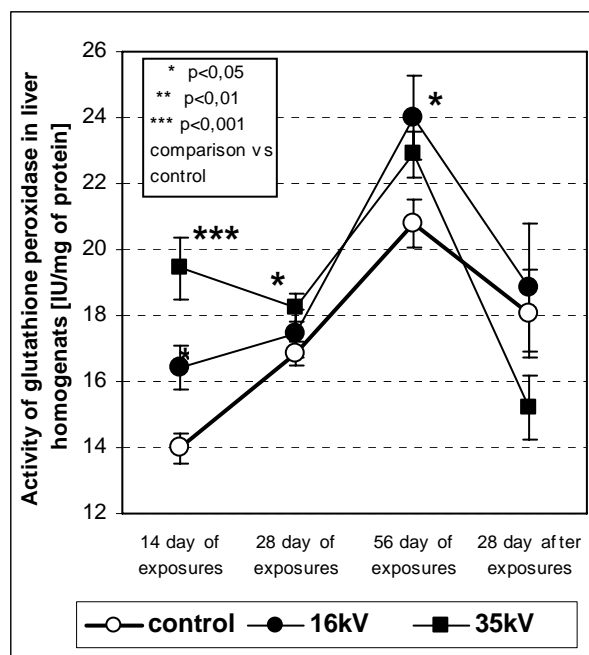 Activity of glutathione peroxidase in liver
homogenats [IU/mg of protein]
26
24
22
20
18
16
14
12
* p<0,05
** p<0,01
*** p<0,001
comparison vs
control
***
*
*
*
14 day of
exposures
28 day of
exposures
56 day of
exposures
28 day after
exposures
control
16kV
35kV